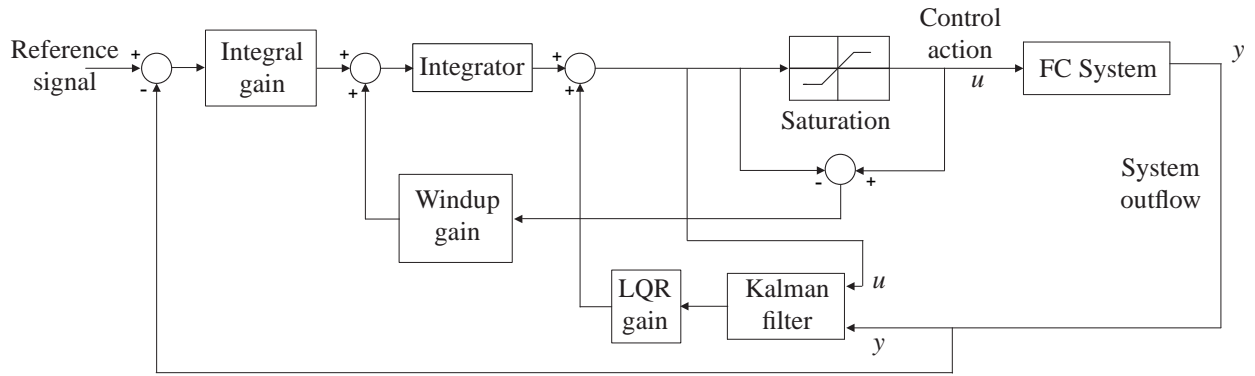 Reference
signal
+
-
Integral
gain
+
+
Integrator
+
+
Saturation
Control
action
u
FC System
y
-
+
System
outflow
Windup
gain
LQR
gain
Kalman
filter
u
y